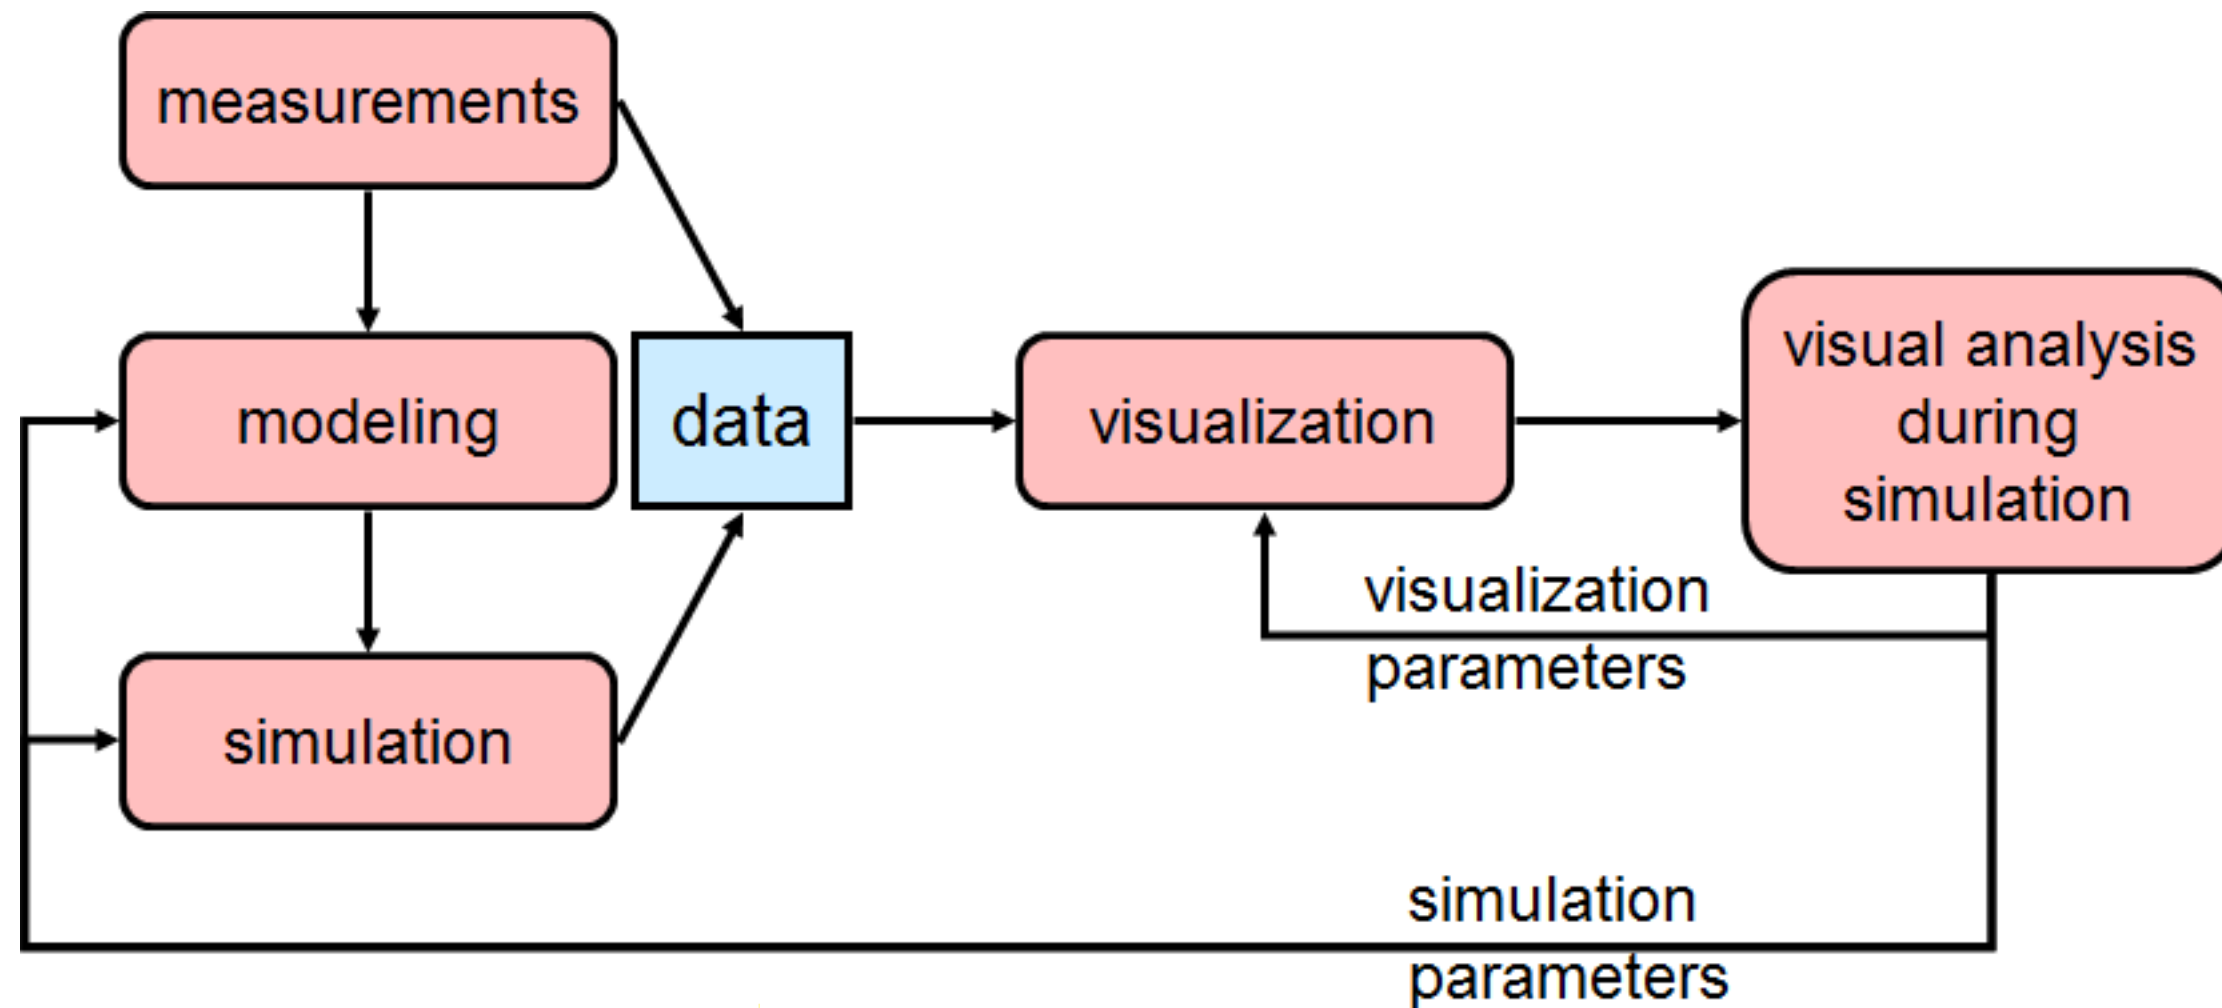 measurements
modeling
data
visualization
visual analysis
during
simulation
visualization
parameters
simulation
simulation
parameters